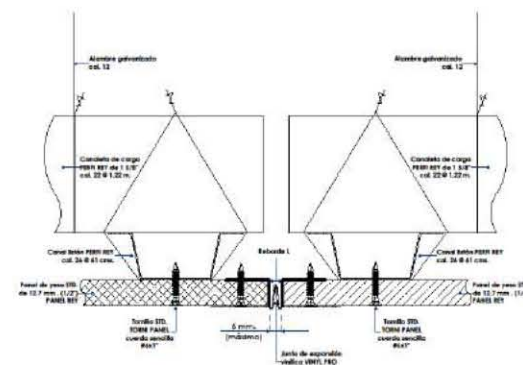 Alambre galvanizado
cal. 12
Alambre galvanizado
cal. 12
Canaleta de carga
PERFI REY de 1 5/8"
cal. 22 @ 1.22 m.
Canaleta de carga
PERFI REY de 1 5/8"
cal. 22 @ 1.22 m.
Canal listón PERFI REY
cal. 26 @ 61 cms.
Reborde L
Canal listón PERFI REY
cal. 26 @ 61 cms.
Panel de yeso STD.
de 12.7 mm. (1/2")
PANEL REY
Panel de yeso STD.
de 12.7 mm. (1/
PANEL REY
Tornillo STD.
TORNI PANEL
cuerda sencilla
#6x1"
6 mm.
(máximo)
Tornillo STD.
TORNI PANEL
cuerda sencilla
#6x1"
Junta de expansión
vinílica VINYL PRO